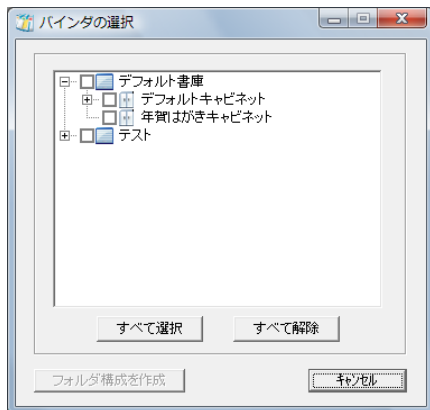 バインダの選択
デフォルト書庫
デフォルトキャビネット
年賀はがきキャビネット
テスト
すべて選択
すべて解除
フォルダ構成を作成
キャンセル